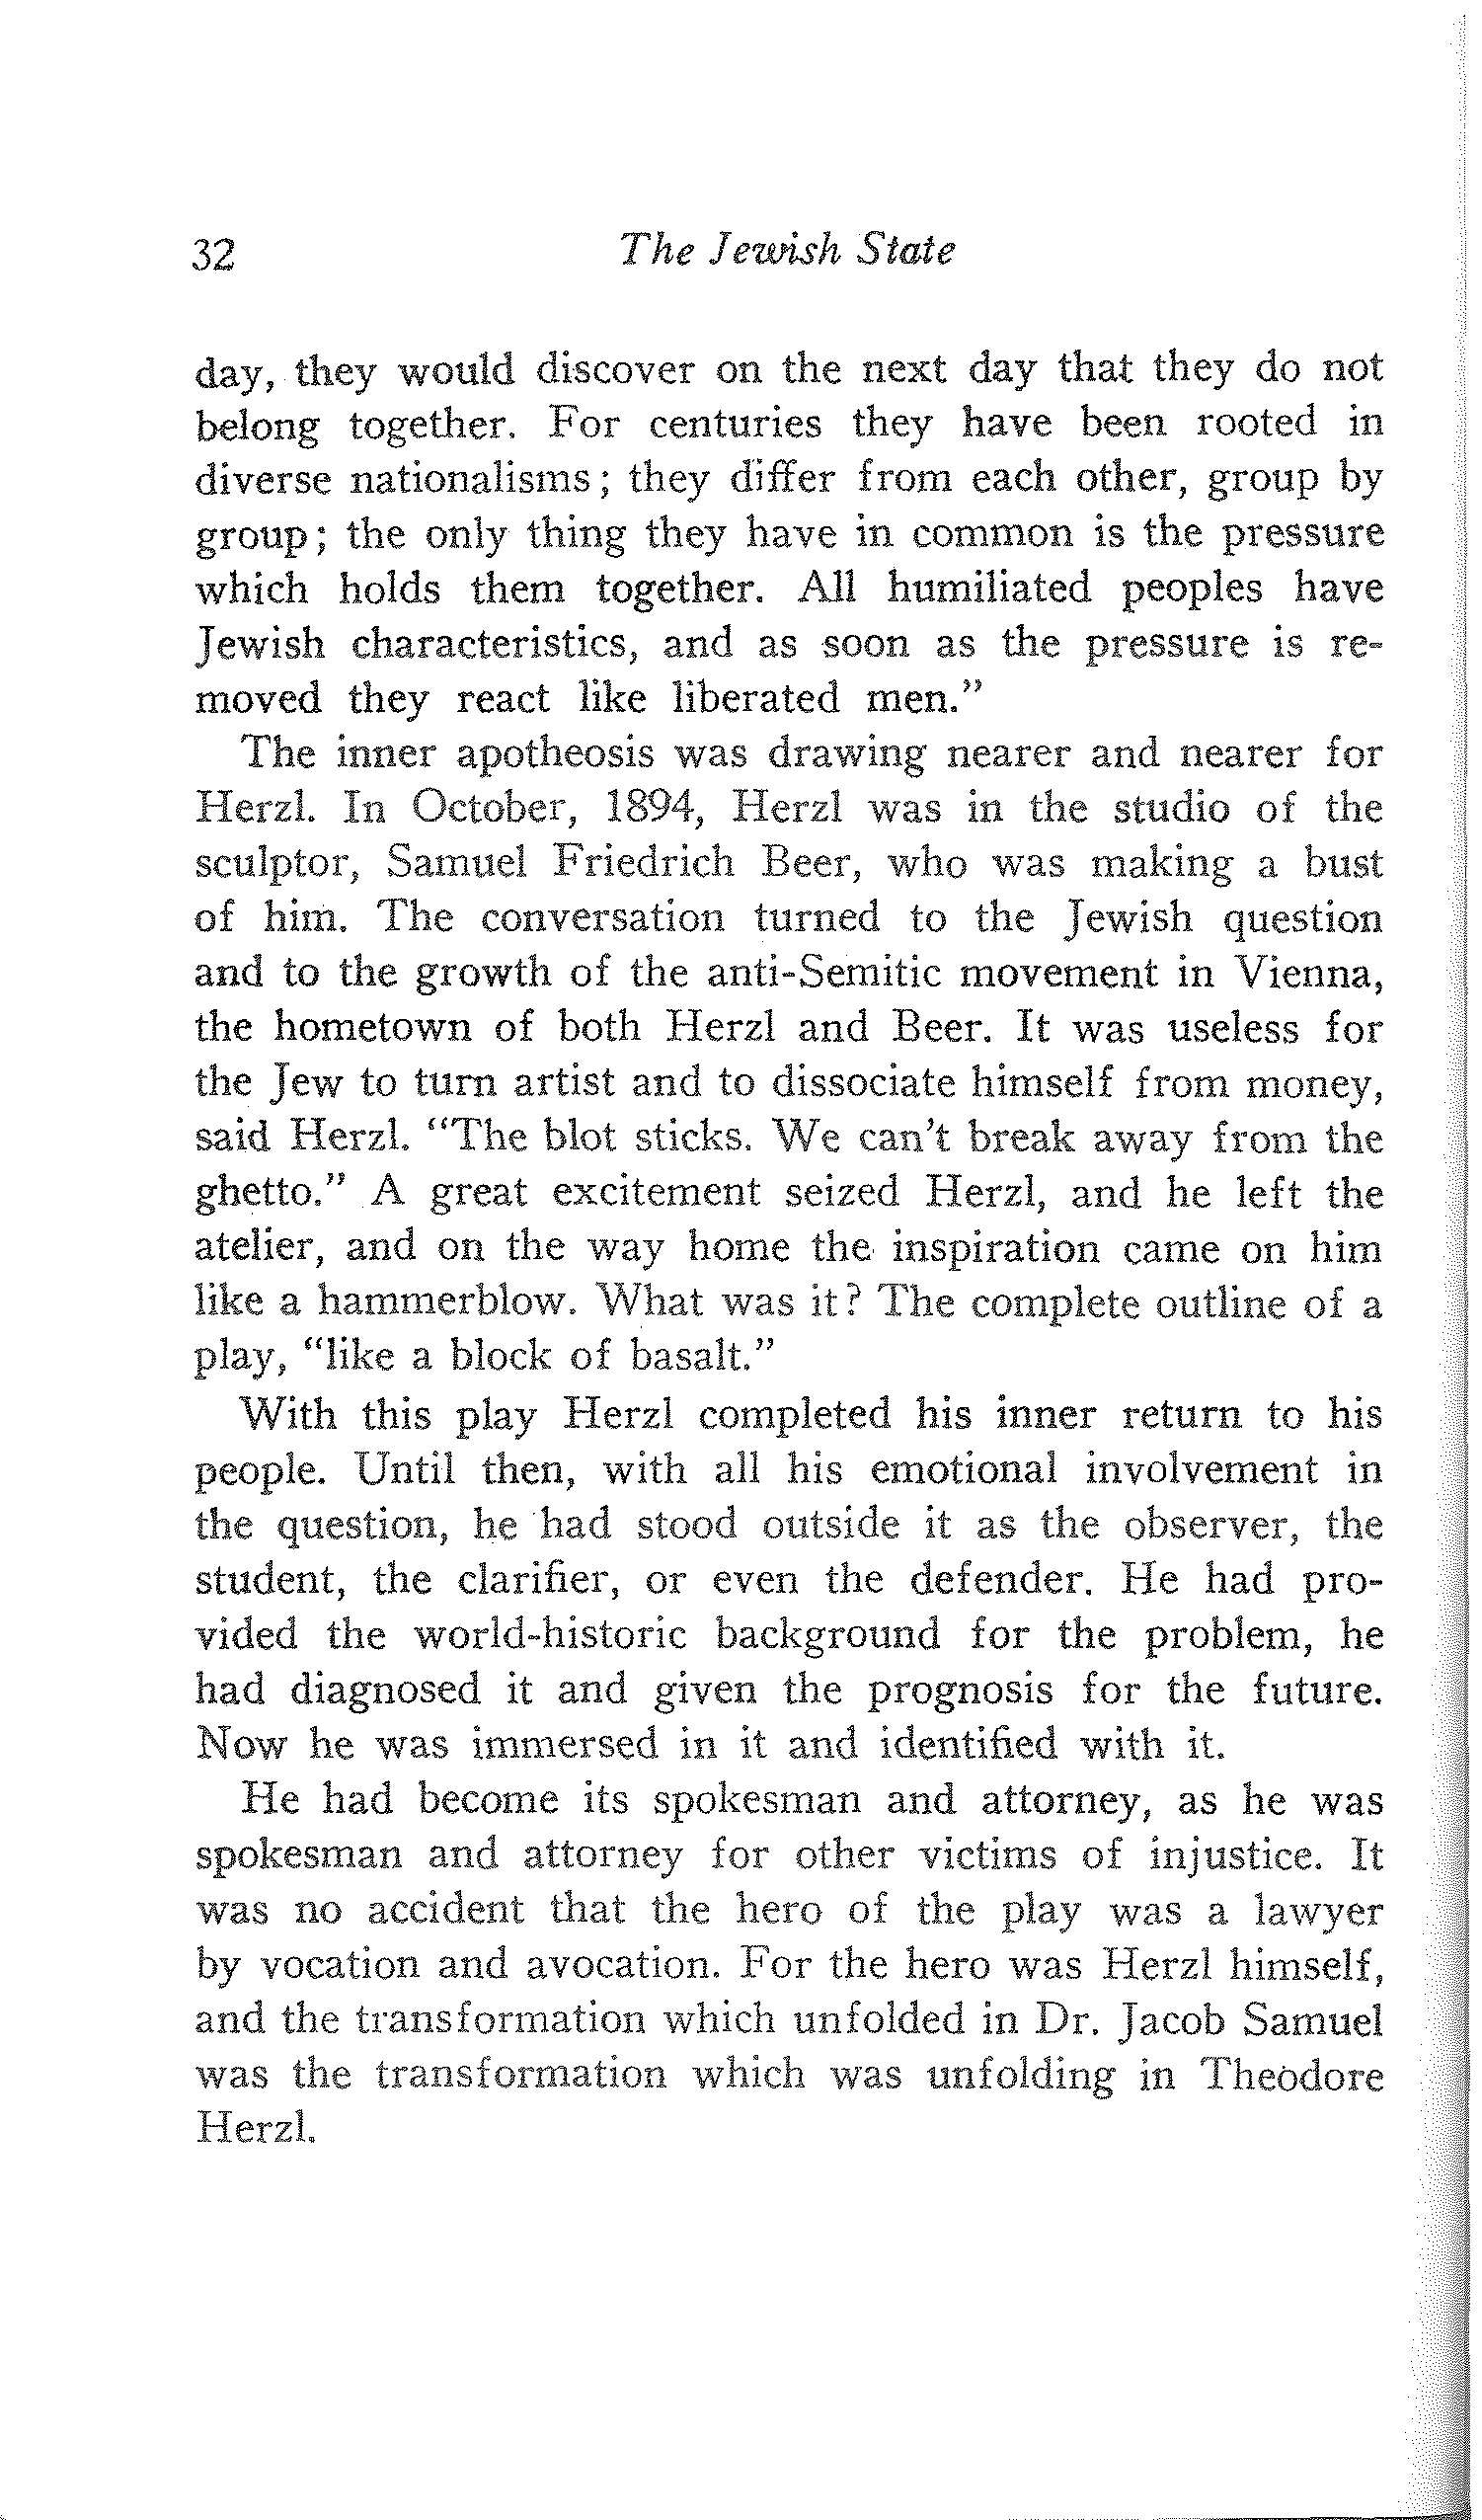 32 The Jewish State
day, they would discover on the next day that they do not
belong together. For centuries they have been rooted in
diverse nationalisms; they differ from each other, group by
group; the only thing they have in common is the pressure
which holds them together. All humiliated peoples have
Jewish characteristics, and as soon as the pressure is re-
moved they react like liberated men."
The inner apotheosis was drawing nearer and nearer for
Herzl. In October, 1894, Herzl was in the studio of the
sculptor, Samuel Friedrich Beer, who was making a bust
of him. The conversation turned to the Jewish question
and to the growth of the anti-Semitic movement in Vienna,
the hometown of both Herzl and Beer. It was useless for
the Jew to turn artist and to dissociate himself from money,
said Herzl. "The blot sticks. We can't break away from the
ghetto." A great excitement seized Herzl, and he left the
atelier, and on the way home the inspiration came on him
like a hammerblow. What was it? The complete outline of a
play, "like a block of basalt."
With this play Herzl completed his inner return to his
people. Until then, with all his emotional involvement in
the question, he had stood outside it as the observer, the
student, the clarifier, or even the defender. He had pro-
vided the world-historic background for the problem, he
had diagnosed it and given the prognosis for the future.
Now he was immersed in it and identified with it.
He had become its spokesman and attorney, as he was
spokesman and attorney for other victims of injustice. It
was no accident that the hero of the play was a lawyer
by vocation and avocation. For the hero was Herzl himself,
and the transformation which unfolded in Dr. Jacob Samuel
was the transformation which was unfolding in Theodore
Herzl.